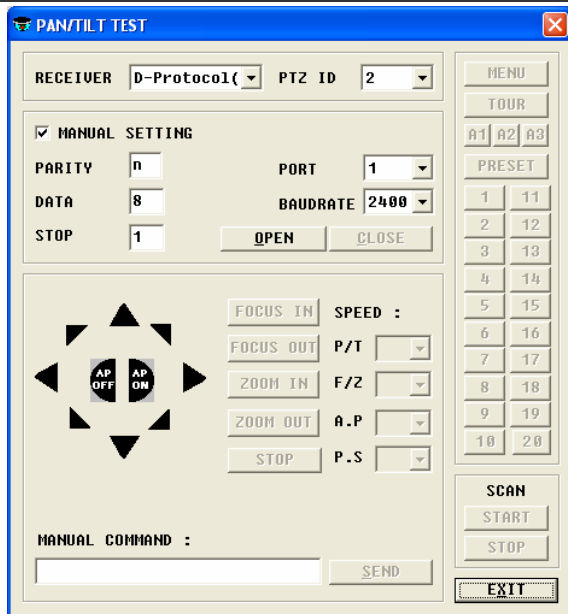 PAN/TILT TEST
RECEIVER D-Protocol( PTZ ID 2
MANUAL SETTING
PARITY n PORT 1
DATA 8 BAUDRATE 2400
STOP 1 OPEN CLOSE
AP OFF AP ON
FOCUS IN SPEED :
FOCUS OUT P/T
ZOOM IN F/Z
ZOOM OUT A.P
STOP P.S
MANUAL COMMAND :
SEND
MENU
TOUR
A1 A2 A3
PRESET
1 11
2 12
3 13
4 14
5 15
6 16
7 17
8 18
9 19
10 20
SCAN
START
STOP
EXIT